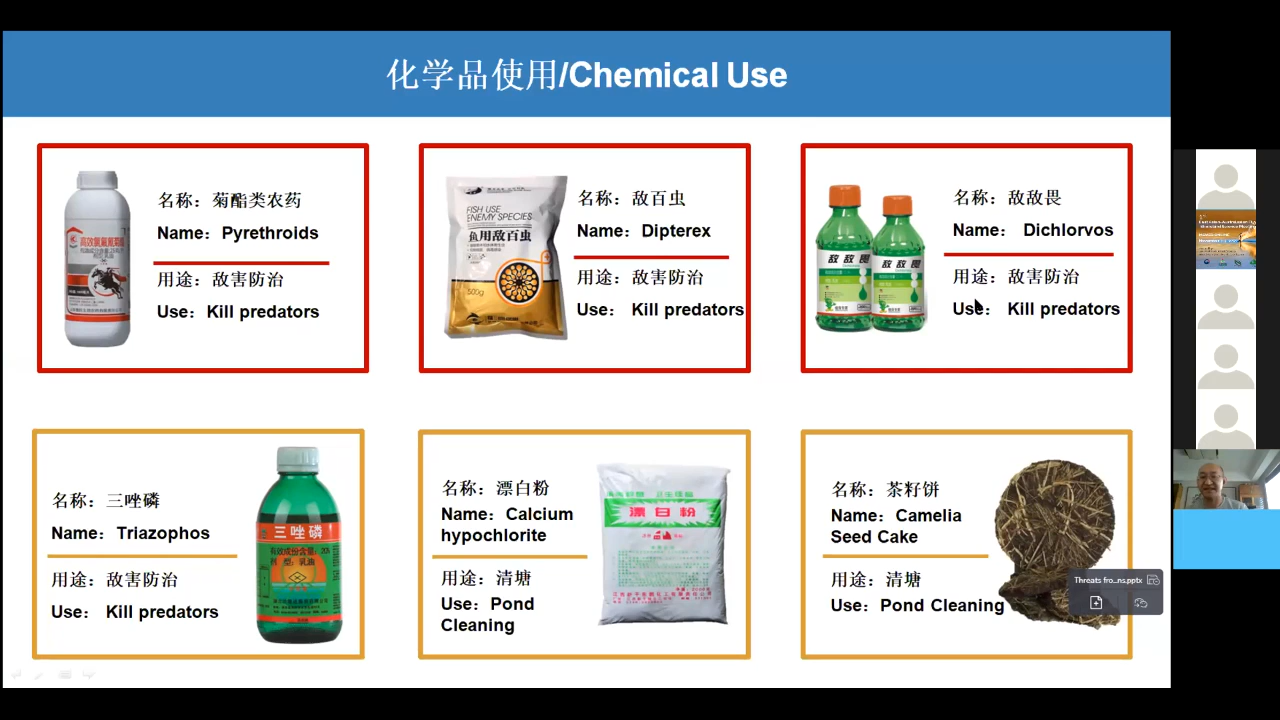 化学品使用/Chemical Use
名称：菊酯类农药
Name：Pyrethroids
用途：敌害防治
Use：Kill predators
FISH USE
ENEMY SPECIES
鱼用敌百虫
500g
名称：敌百虫
Name：Dipterex
用途：敌害防治
Use： Kill predators
敌敌畏
敌敌畏
名称：敌敌畏
Name： Dichlorvos
用途：敌害防治
Use： Kill predators
名称：三唑磷
Name：Triazophos
用途：敌害防治
Use： Kill predators
三唑磷
名称：漂白粉
Name：Calcium
hypochlorite
用途：清塘
Use：Pond
Cleaning
漂白粉
名称：茶籽饼
Name：Camelia
Seed Cake
用途：清塘
Use：Pond Cleaning
Threats fro_ns.pptx